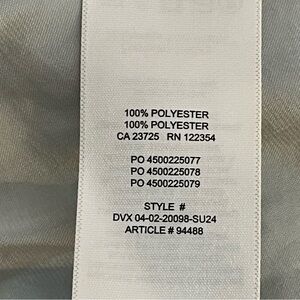 100% POLYESTER
100% POLYESTER
CA 23725 RN 122354
PO 4500225077
PO 4500225078
PO 4500225079
STYLE #
DVX 04-02-20098-SU24
ARTICLE # 94488